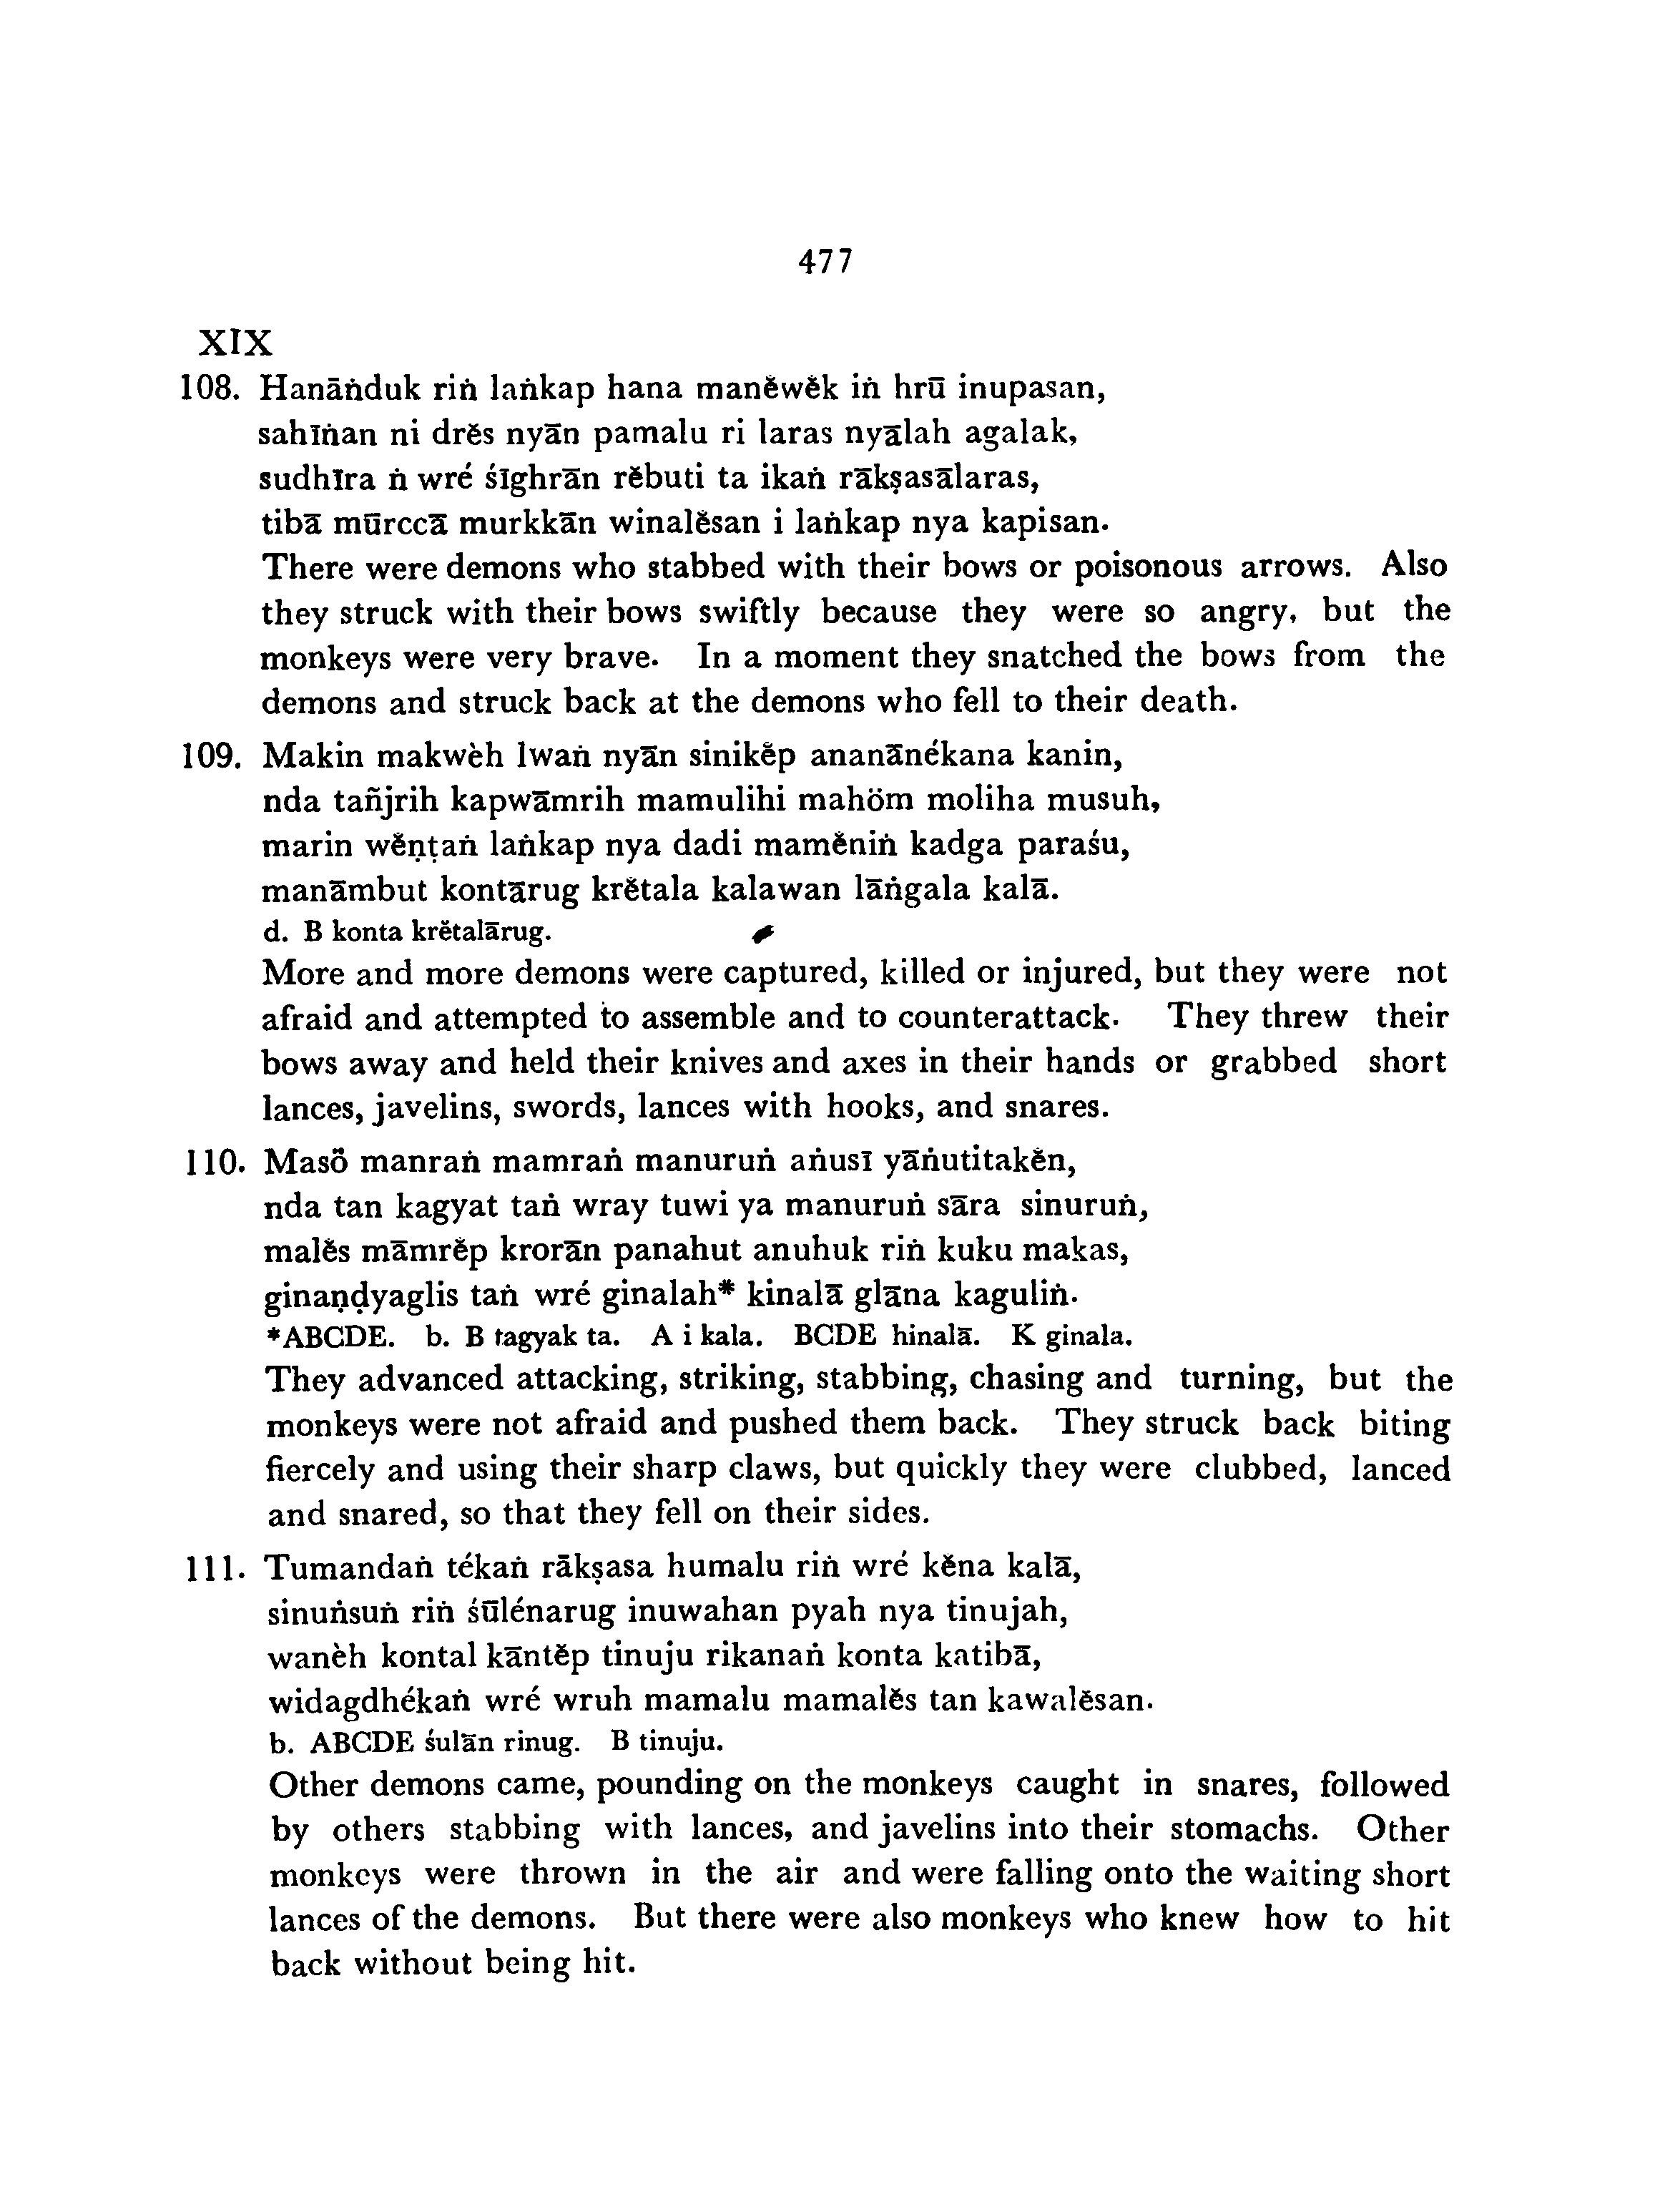 477
XIX
108. Hanāṅduk riṅ laṅkap hana manĕwĕk iṅ hrū inupasan,
sahīṅan ni drĕs nyān pamalu ri laras nyālah agalak,
sudhīra ṅ wré śīghrān rĕbuti ta ikaṅ rākṣasālaras,
tibā mūrccā murkkān winalĕsan i laṅkap nya kapisan.
There were demons who stabbed with their bows or poisonous arrows. Also
they struck with their bows swiftly because they were so angry, but the
monkeys were very brave. In a moment they snatched the bows from the
demons and struck back at the demons who fell to their death.
109. Makin makwèh lwaṅ nyān sinikĕp ananānékana kanin,
nda tañjrih kapwāmrih mamulihi mahöm moliha musuh,
marin wĕṇṭaṅ laṅkap nya dadi mamĕniṅ kadga paraśu,
manāmbut kontārug krĕtala kalawan lāṅgala kalā.
d. B konta krĕtalārug.
More and more demons were captured, killed or injured, but they were not
afraid and attempted to assemble and to counterattack. They threw their
bows away and held their knives and axes in their hands or grabbed short
lances, javelins, swords, lances with hooks, and snares.
110. Masö manraṅ mamraṅ manuruṅ aṅusī yāṅutitakĕn,
nda tan kagyat taṅ wray tuwi ya manuruṅ sāra sinuruṅ,
malĕs māmrĕp krorān panahut anuhuk riṅ kuku makas,
ginaṇḍyaglis taṅ wré ginalah* kinalā glāna kaguliṅ.
*ABCDE. b. B tagyak ta. A i kala. BCDE hinalā. K ginala.
They advanced attacking, striking, stabbing, chasing and turning, but the
monkeys were not afraid and pushed them back. They struck back biting
fiercely and using their sharp claws, but quickly they were clubbed, lanced
and snared, so that they fell on their sides.
111. Tumandaṅ tékaṅ rākṣasa humalu riṅ wré kĕna kalā,
sinuṅsuṅ riṅ śūlénarug inuwahan pyah nya tinujah,
wanèh kontal kāntĕp tinuju rikanaṅ konta katibā,
widagdhékaṅ wré wruh mamalu mamalĕs tan kawalĕsan.
b. ABCDE śulān rinug. B tinuju.
Other demons came, pounding on the monkeys caught in snares, followed
by others stabbing with lances, and javelins into their stomachs. Other
monkeys were thrown in the air and were falling onto the waiting short
lances of the demons. But there were also monkeys who knew how to hit
back without being hit.